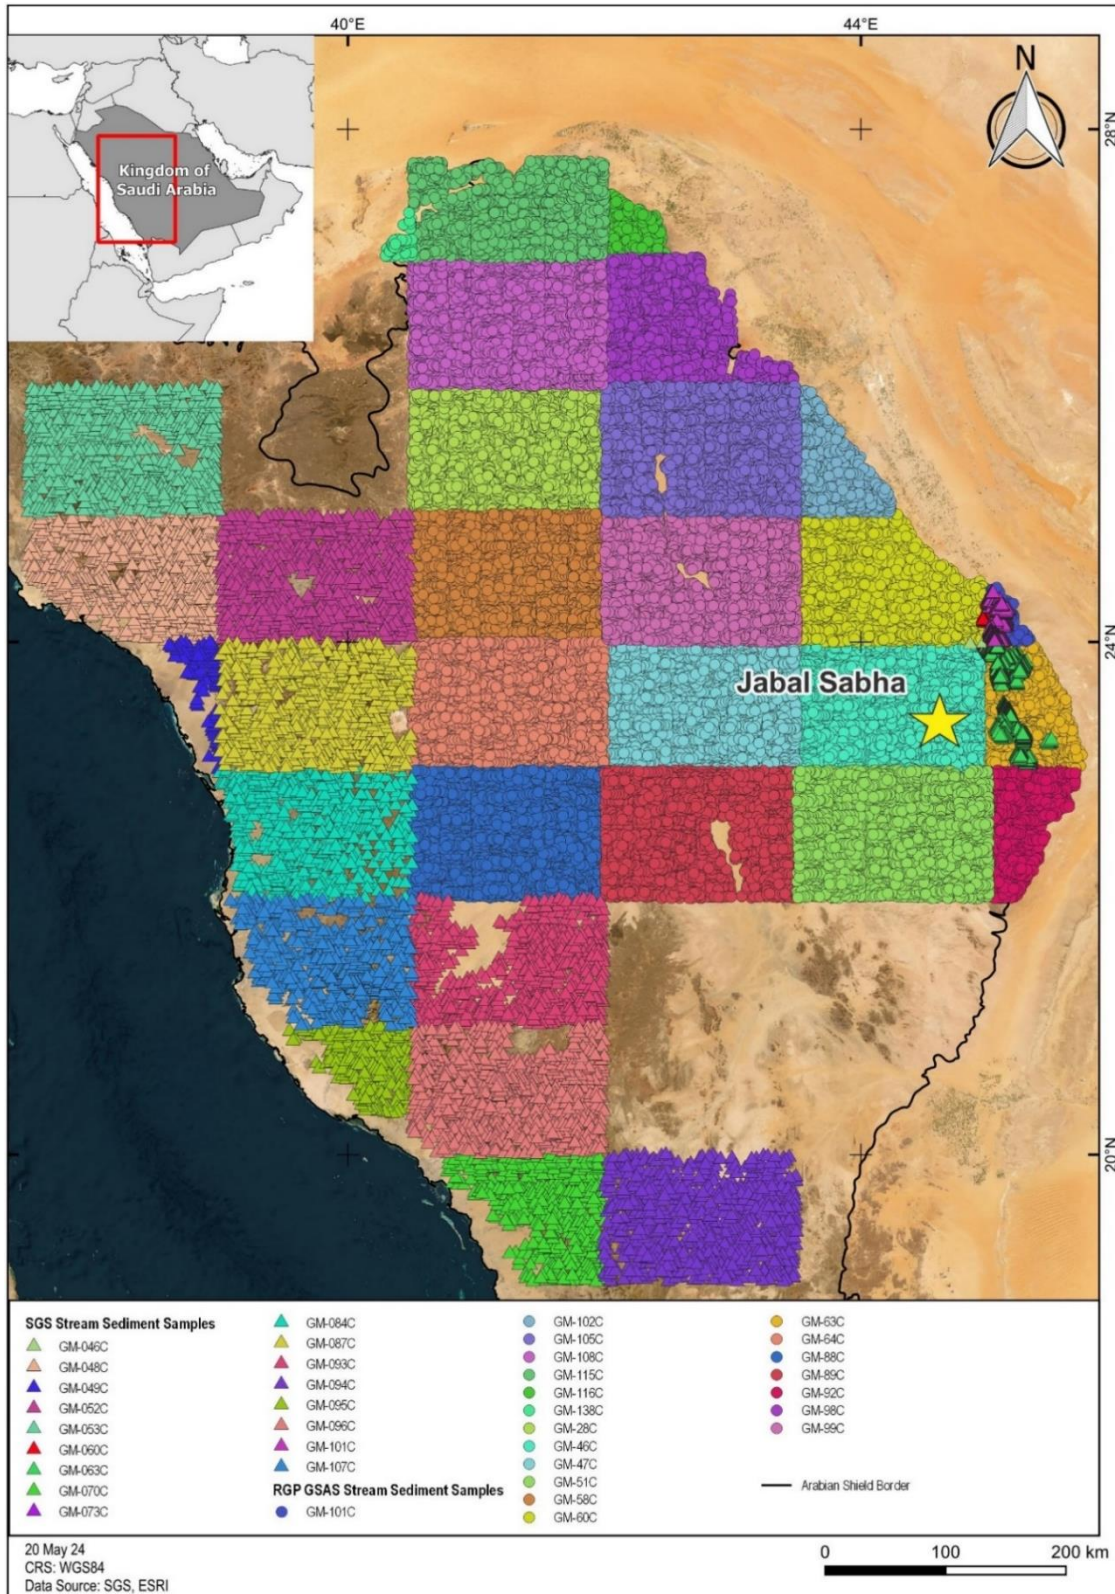 40°E 44°E
N
28°N
Kingdom of
Saudi Arabia
24°N
Jabal Sabha
20°N
SGS Stream Sediment Samples
GM-046C
GM-048C
GM-049C
GM-052C
GM-053C
GM-060C
GM-063C
GM-070C
GM-073C
GM-084C
GM-087C
GM-093C
GM-094C
GM-095C
GM-096C
GM-101C
GM-107C
RGP GSAS Stream Sediment Samples
GM-101C
GM-102C
GM-105C
GM-108C
GM-115C
GM-116C
GM-138C
GM-28C
GM-46C
GM-47C
GM-51C
GM-58C
GM-60C
GM-63C
GM-64C
GM-88C
GM-89C
GM-92C
GM-98C
GM-99C
Arabian Shield Border
20 May 24
CRS: WGS84
Data Source: SGS, ESRI
0 100 200 km